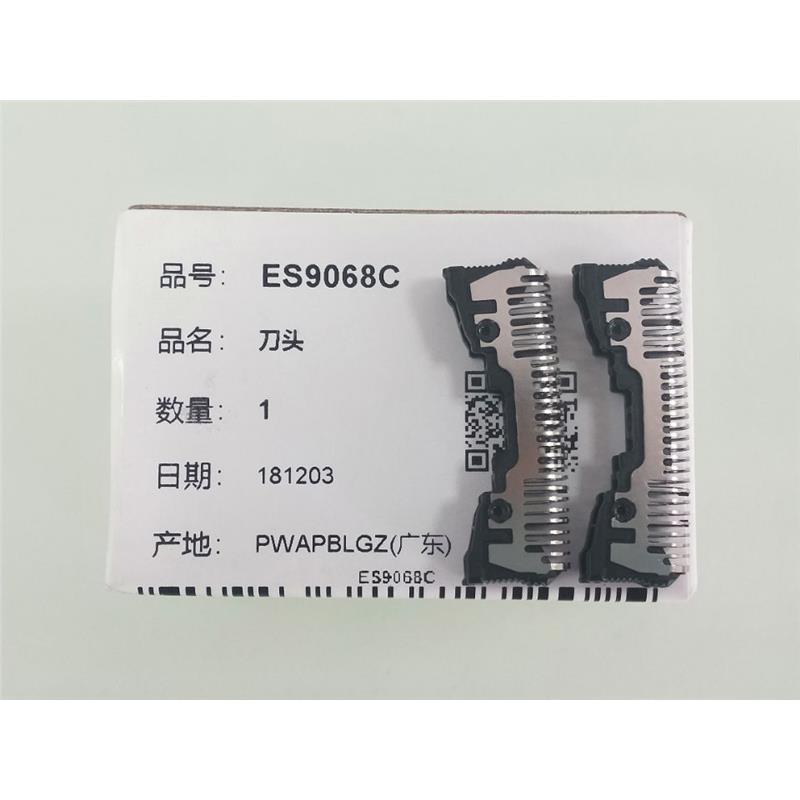 品号： ES9068C
品名： 刀头
数量： 1
日期： 181203
产地： PWAPBLGZ(广东)
ES9068C